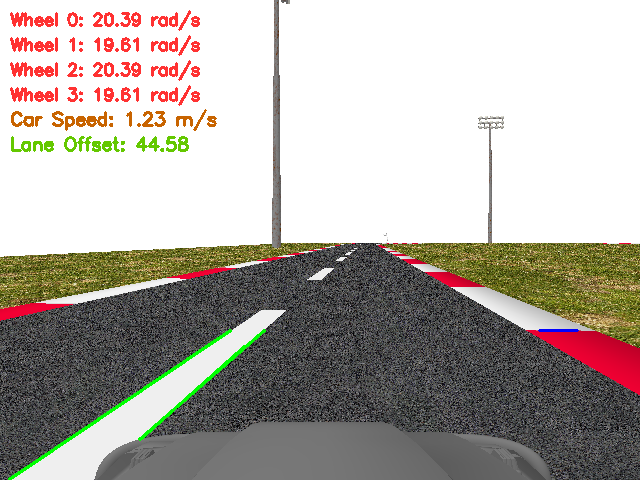 Wheel 0: 20.39 rad/s
Wheel 1: 19.61 rad/s
Wheel 2: 20.39 rad/s
Wheel 3: 19.61 rad/s
Car Speed: 1.23 m/s
Lane Offset: 44.58